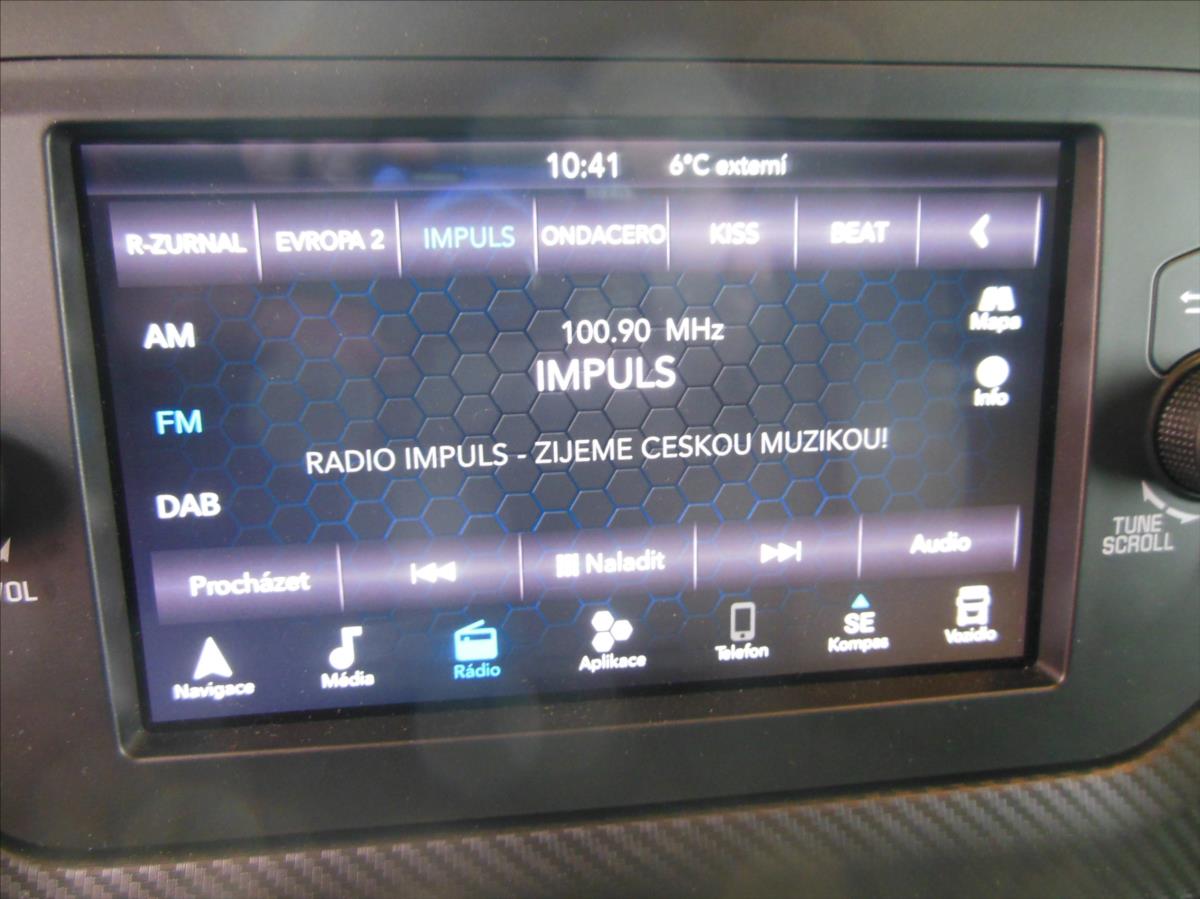 10:41 6°C externí
R-ZURNAL EVROPA 2 IMPULS ONDACERO KISS BEAT
Mapa
AM
100.90 MHz
IMPULS
Info
FM
RADIO IMPULS - ZIJEME CESKOU MUZIKOU!
DAB
TUNE
SCROLL
Procházet Naladit Audio
VOL
Navigace Média Rádio Aplikace Telefon SE Kompas Vozidlo